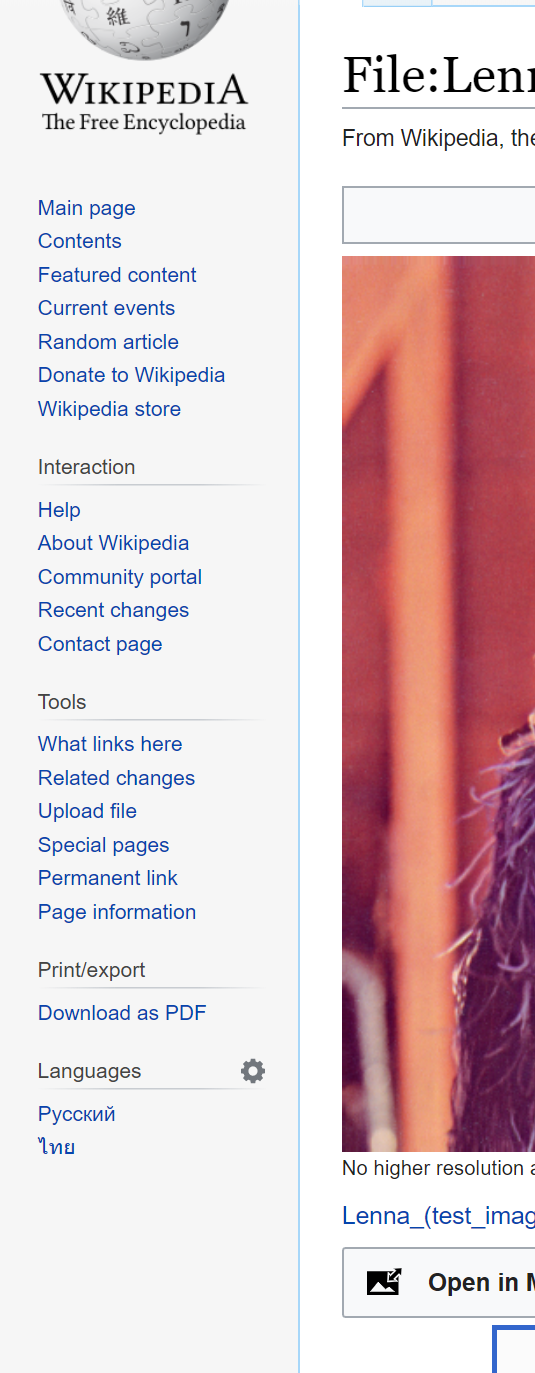 維
7
WIKIPEDIA
The Free Encyclopedia
Main page
Contents
Featured content
Current events
Random article
Donate to Wikipedia
Wikipedia store
Interaction
Help
About Wikipedia
Community portal
Recent changes
Contact page
Tools
What links here
Related changes
Upload file
Special pages
Permanent link
Page information
Print/export
Download as PDF
Languages
Русский
ไทย
File:Lenn
From Wikipedia, the
No higher resolution a
Lenna_(test_imag
Open in M